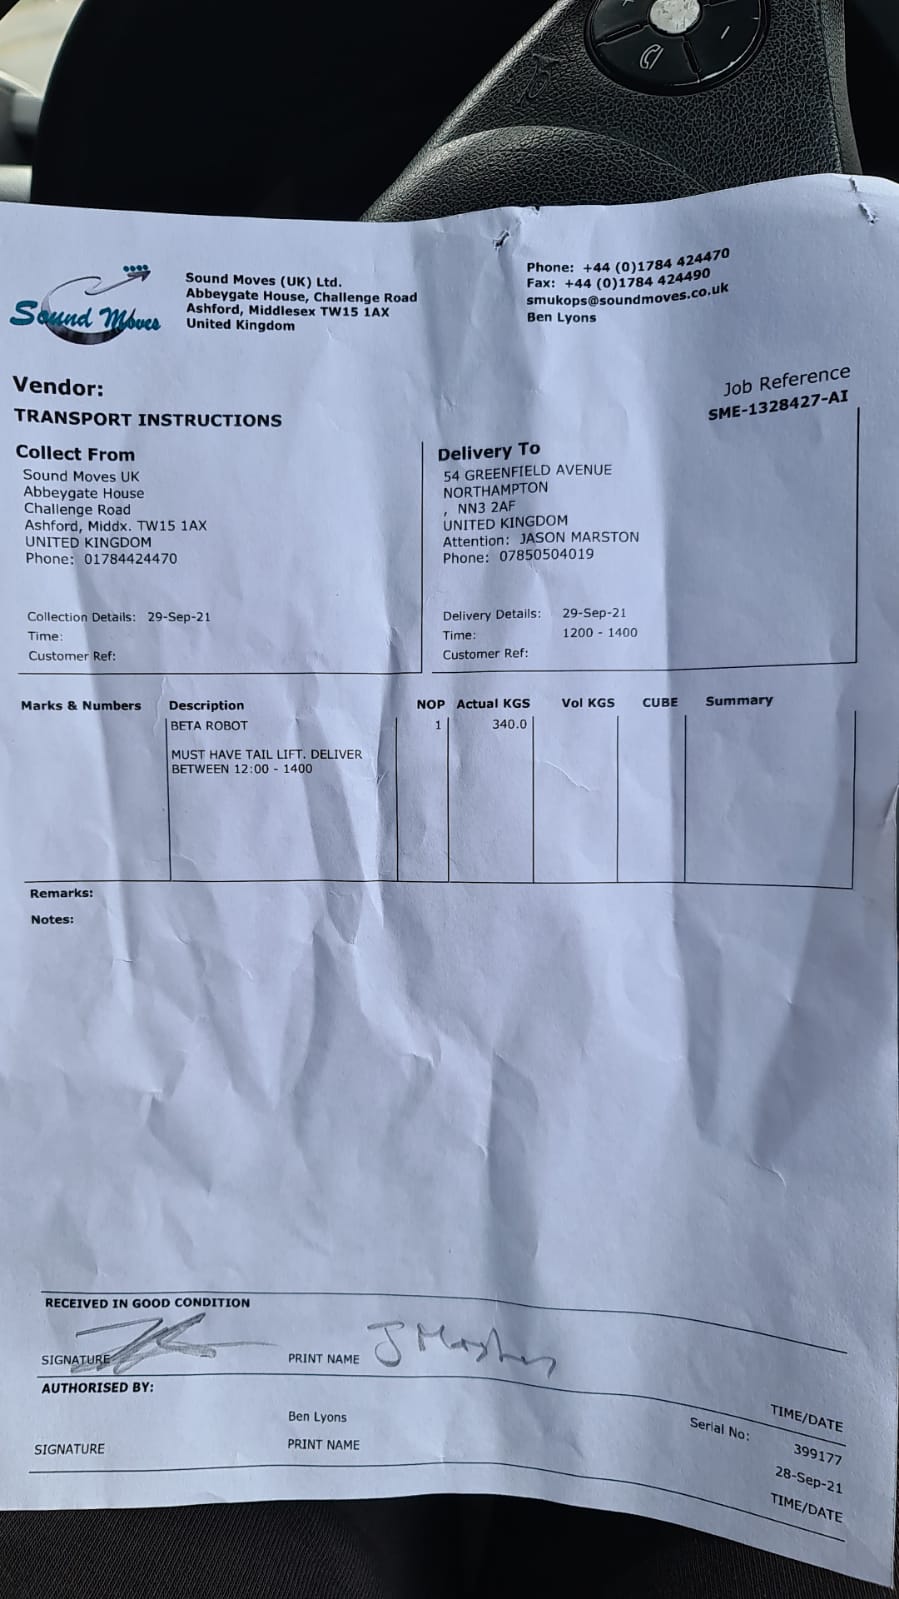 Sound Moves
Sound Moves (UK) Ltd.
Abbeygate House, Challenge Road
Ashford, Middlesex TW15 1AX
United Kingdom
Phone: +44 (0)1784 424470
Fax: +44 (0)1784 424490
smukops@soundmoves.co.uk
Ben Lyons
Vendor:
TRANSPORT INSTRUCTIONS
Job Reference
SME-1328427-AI
Collect From
Sound Moves UK
Abbeygate House
Challenge Road
Ashford, Middx. TW15 1AX
UNITED KINGDOM
Phone: 01784424470
Collection Details: 29-Sep-21
Time:
Customer Ref:
Delivery To
54 GREENFIELD AVENUE
NORTHAMPTON
, NN3 2AF
UNITED KINGDOM
Attention: JASON MARSTON
Phone: 07850504019
Delivery Details: 29-Sep-21
Time: 1200 - 1400
Customer Ref:
Marks & Numbers Description NOP Actual KGS Vol KGS CUBE Summary
BETA ROBOT 1 340.0
MUST HAVE TAIL LIFT. DELIVER
BETWEEN 12:00 - 1400
Remarks:
Notes:
RECEIVED IN GOOD CONDITION
SIGNATURE PRINT NAME J Marston
TIME/DATE
AUTHORISED BY:
Ben Lyons
Serial No: 399177
28-Sep-21
SIGNATURE PRINT NAME TIME/DATE